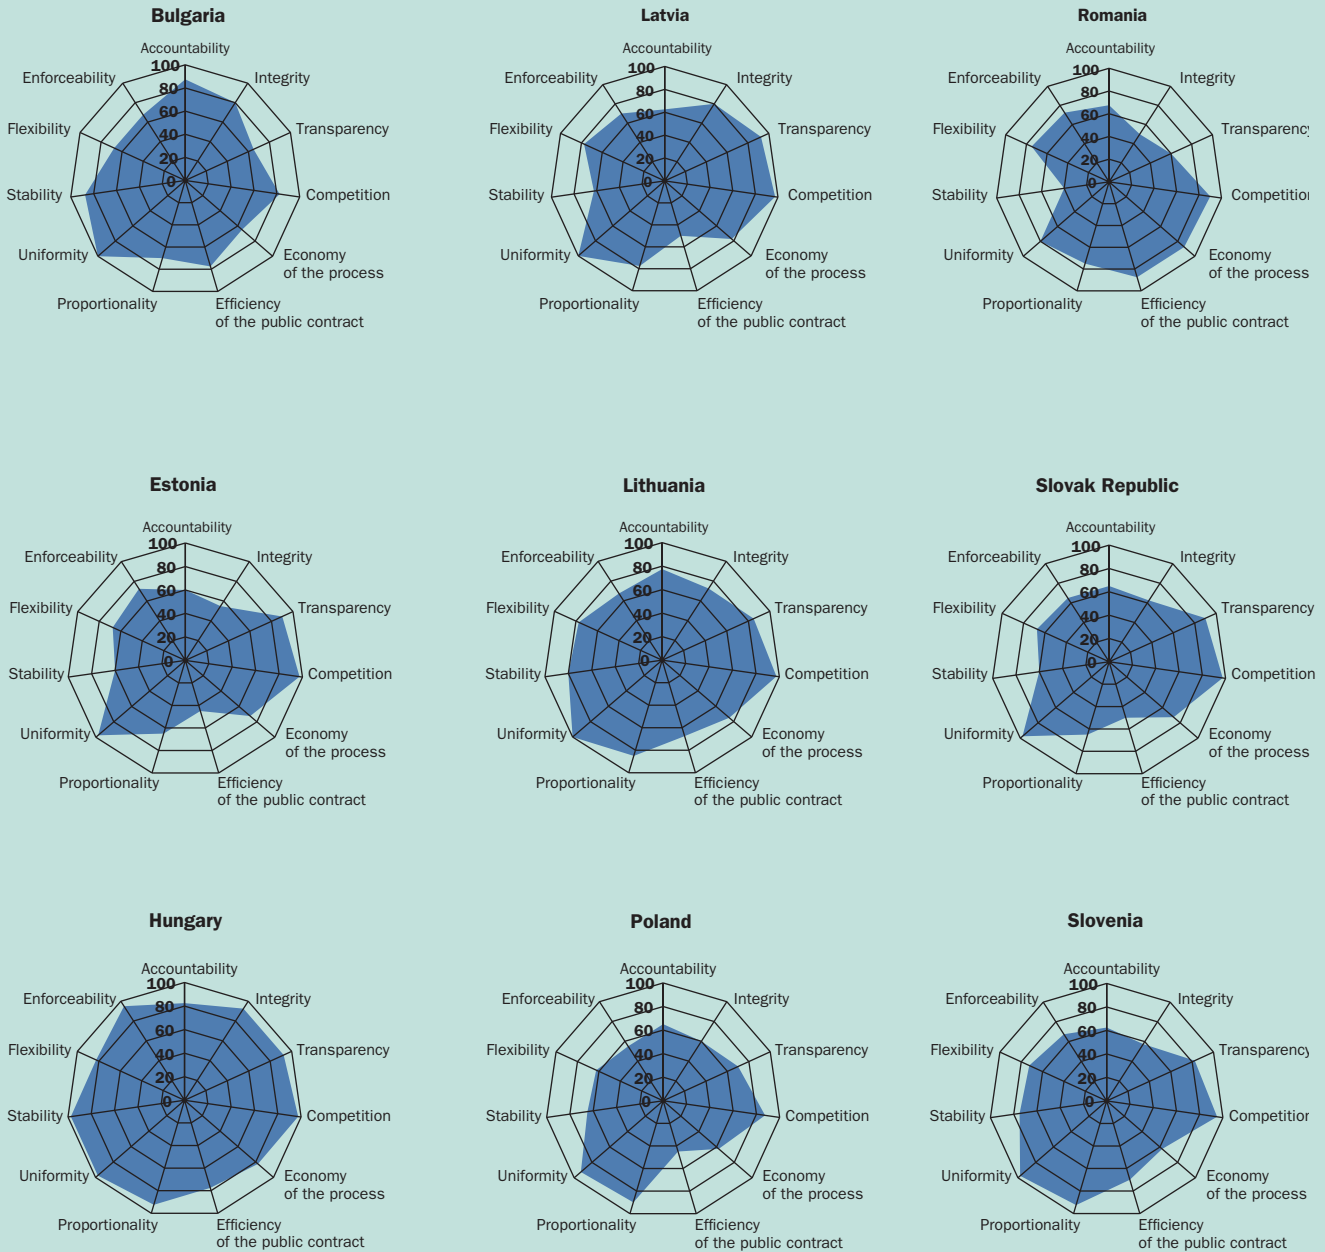 Bulgaria
Accountability
100
80
60
40
20
0
Integrity
Transparency
Competition
Economy
of the process
Efficiency
of the public contract
Proportionality
Uniformity
Stability
Flexibility
Enforceability
Latvia
Accountability
100
80
60
40
20
0
Integrity
Transparency
Competition
Economy
of the process
Efficiency
of the public contract
Proportionality
Uniformity
Stability
Flexibility
Enforceability
Romania
Accountability
100
80
60
40
20
0
Integrity
Transparency
Competition
Economy
of the process
Efficiency
of the public contract
Proportionality
Uniformity
Stability
Flexibility
Enforceability
Estonia
Accountability
100
80
60
40
20
0
Integrity
Transparency
Competition
Economy
of the process
Efficiency
of the public contract
Proportionality
Uniformity
Stability
Flexibility
Enforceability
Lithuania
Accountability
100
80
60
40
20
0
Integrity
Transparency
Competition
Economy
of the process
Efficiency
of the public contract
Proportionality
Uniformity
Stability
Flexibility
Enforceability
Slovak Republic
Accountability
100
80
60
40
20
0
Integrity
Transparency
Competition
Economy
of the process
Efficiency
of the public contract
Proportionality
Uniformity
Stability
Flexibility
Enforceability
Hungary
Accountability
100
80
60
40
20
0
Integrity
Transparency
Competition
Economy
of the process
Efficiency
of the public contract
Proportionality
Uniformity
Stability
Flexibility
Enforceability
Poland
Accountability
100
80
60
40
20
0
Integrity
Transparency
Competition
Economy
of the process
Efficiency
of the public contract
Proportionality
Uniformity
Stability
Flexibility
Enforceability
Slovenia
Accountability
100
80
60
40
20
0
Integrity
Transparency
Competition
Economy
of the process
Efficiency
of the public contract
Proportionality
Uniformity
Stability
Flexibility
Enforceability